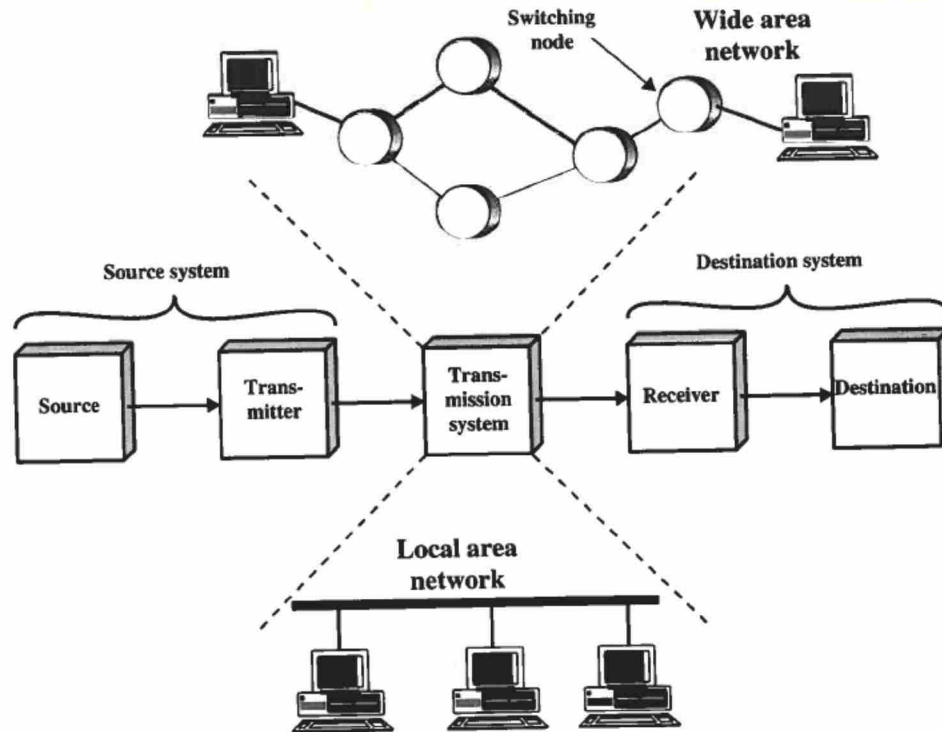 Switching
node
Wide area
network
Source system
Destination system
Source
Trans-
mitter
Trans-
mission
system
Receiver
Destination
Local area
network